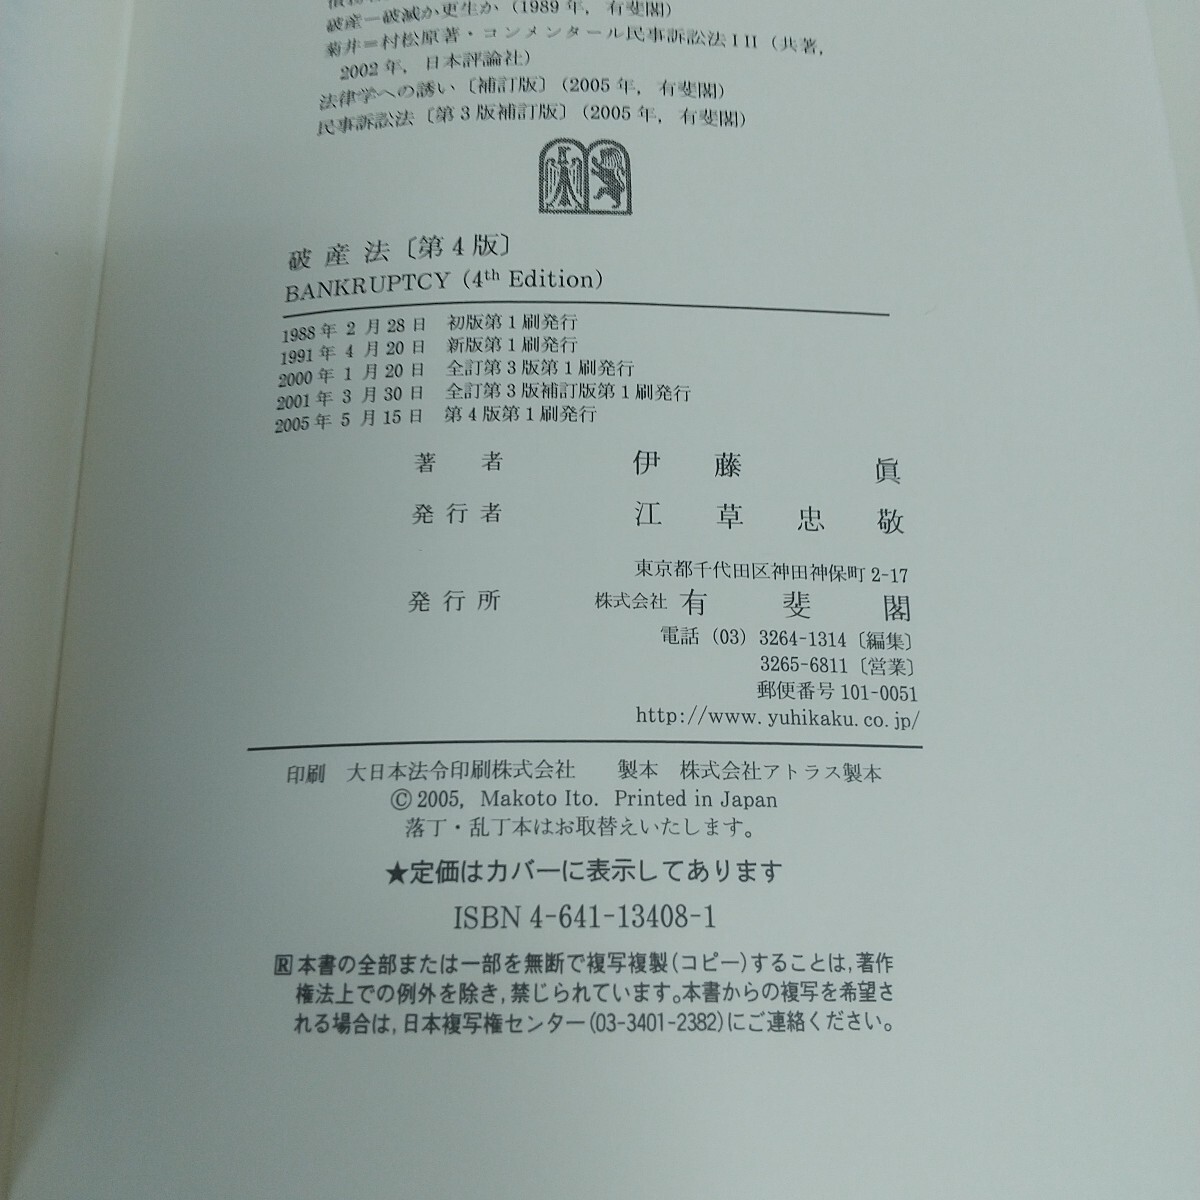 破産―破滅か更生か（1989年，有斐閣）
菊井＝村松原著・コンメンタール民事訴訟法ⅠⅡ（共著，
2002年，日本評論社）
法律学への誘い〔補訂版〕（2005年，有斐閣）
民事訴訟法〔第3版補訂版〕（2005年，有斐閣）
破産法〔第4版〕
BANKRUPTCY (4th Edition)
1988年2月28日 初版第1刷発行
1991年4月20日 新版第1刷発行
2000年1月20日 全訂第3版第1刷発行
2001年3月30日 全訂第3版補訂版第1刷発行
2005年5月15日 第4版第1刷発行
著者 伊藤眞
発行者 江草忠敬
東京都千代田区神田神保町2-17
発行所 株式会社 有斐閣
電話 (03) 3264-1314〔編集〕
3265-6811〔営業〕
郵便番号 101-0051
http://www.yuhikaku.co.jp/
印刷 大日本法令印刷株式会社 製本 株式会社アトラス製本
© 2005, Makoto Ito. Printed in Japan
落丁・乱丁本はお取替えいたします。
★定価はカバーに表示してあります
ISBN 4-641-13408-1
Ⓡ本書の全部または一部を無断で複写複製(コピー)することは，著作
権法上での例外を除き，禁じられています。本書からの複写を希望さ
れる場合は，日本複写権センター(03-3401-2382)にご連絡ください。